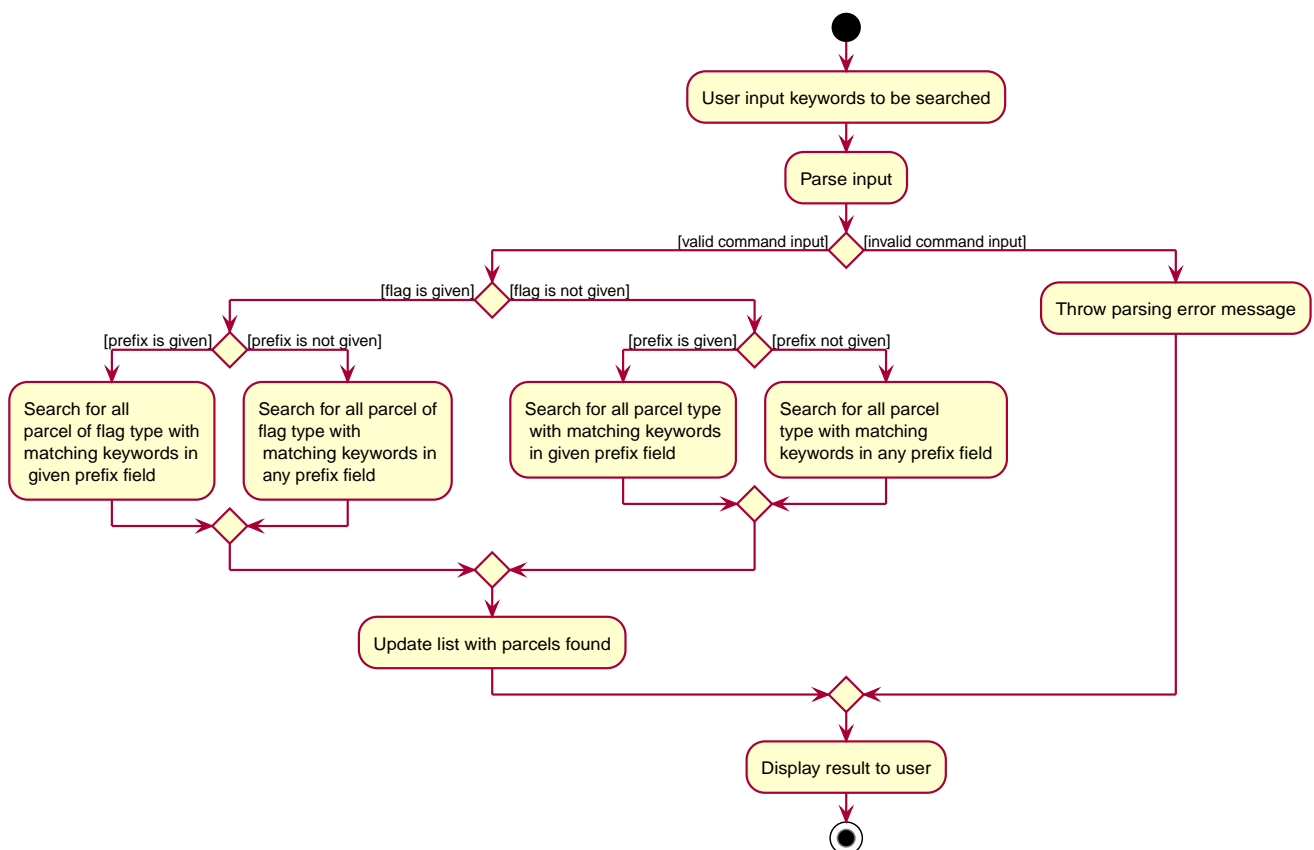 User input keywords to be searched
Parse input
[valid command input]
[invalid command input]
[flag is given]
[flag is not given]
Throw parsing error message
[prefix is given]
[prefix is not given]
[prefix is given]
[prefix not given]
Search for all
parcel of flag type with
matching keywords in
given prefix field
Search for all parcel of
flag type with
matching keywords in
any prefix field
Search for all parcel type
with matching keywords
in given prefix field
Search for all parcel
type with matching
keywords in any prefix field
Update list with parcels found
Display result to user